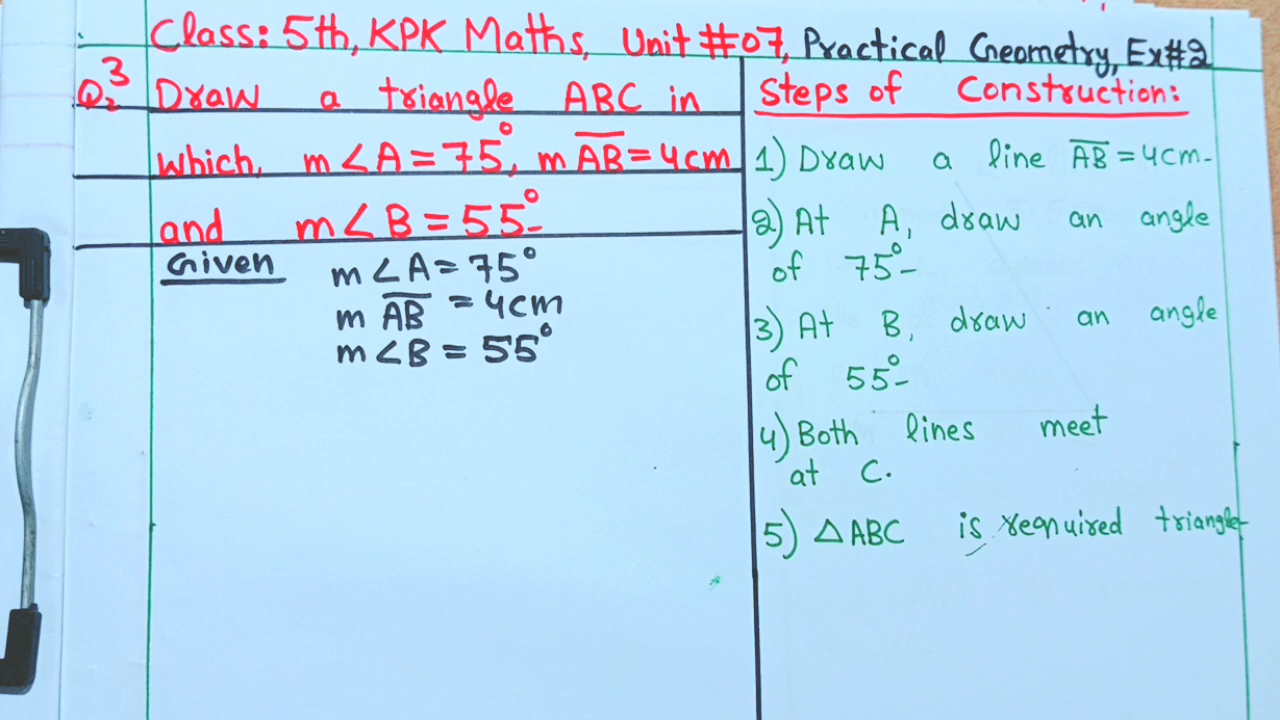 Class: 5th, KPK Maths, Unit #07, Practical Geometry, Ex#2
Q3 Draw a triangle ABC in
which, m∠A = 75°, m AB̅ = 4cm
and m∠B = 55°-
Given m∠A = 75°
m AB̅ = 4cm
m∠B = 55°
Steps of Construction:
1) Draw a line AB̅ = 4cm-
2) At A, draw an angle
of 75°-
3) At B, draw an angle
of 55°-
4) Both lines meet
at C.
5) △ABC is required triangle-